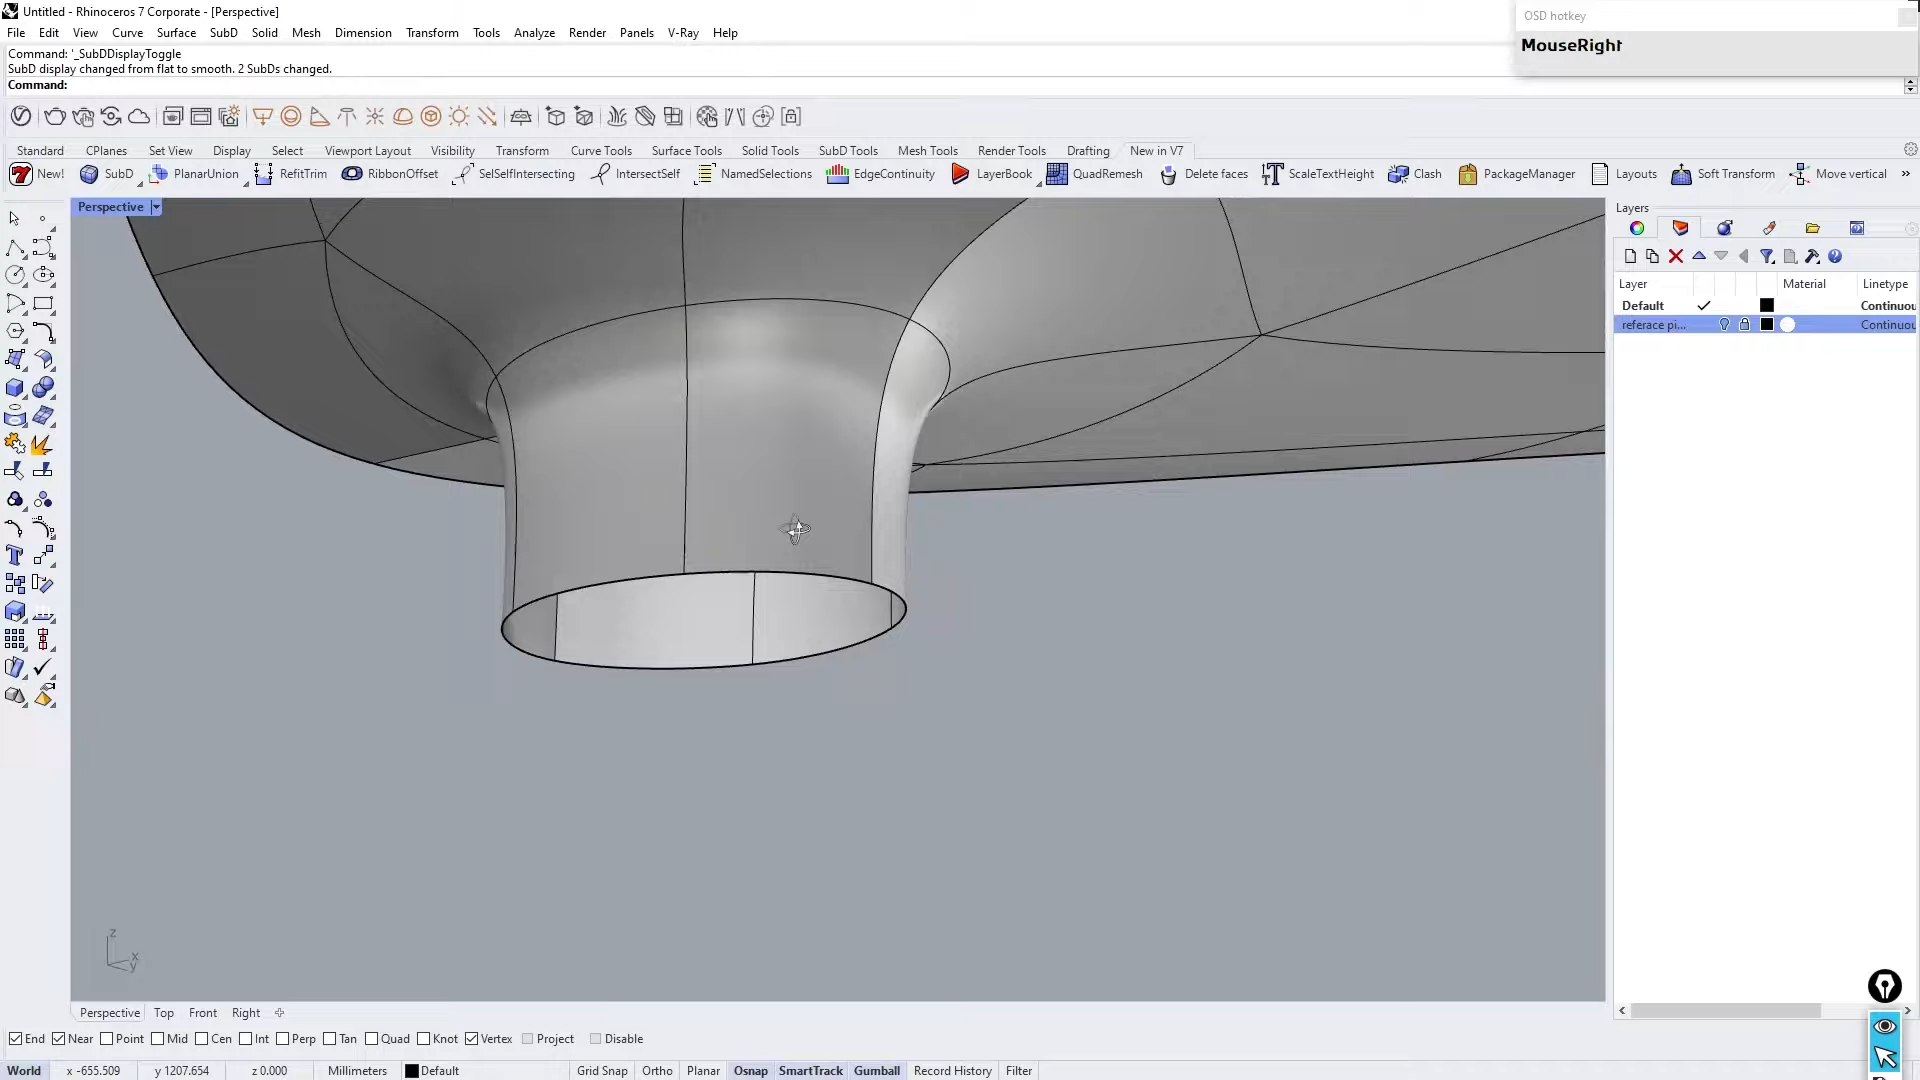 Untitled - Rhinoceros 7 Corporate - [Perspective]
OSD hotkey
MouseRight
File Edit View Curve Surface SubD Solid Mesh Dimension Transform Tools Analyze Render Panels V-Ray Help
Command: '_SubDDisplayToggle
SubD display changed from flat to smooth. 2 SubDs changed.
Command:
Standard CPlanes Set View Display Select Viewport Layout Visibility Transform Curve Tools Surface Tools Solid Tools SubD Tools Mesh Tools Render Tools Drafting New in V7
7 New! SubD PlanarUnion RefitTrim RibbonOffset SelSelfIntersecting IntersectSelf NamedSelections EdgeContinuity LayerBook QuadRemesh Delete faces ScaleTextHeight Clash PackageManager Layouts Soft Transform Move vertical »
Perspective
Layers
Layer Material Linetype
Default Continuou
referace pi... Continuou
z
x
y
Perspective Top Front Right
End Near Point Mid Cen Int Perp Tan Quad Knot Vertex Project Disable
World x -655.509 y 1207.654 z 0.000 Millimeters Default Grid Snap Ortho Planar Osnap SmartTrack Gumball Record History Filter